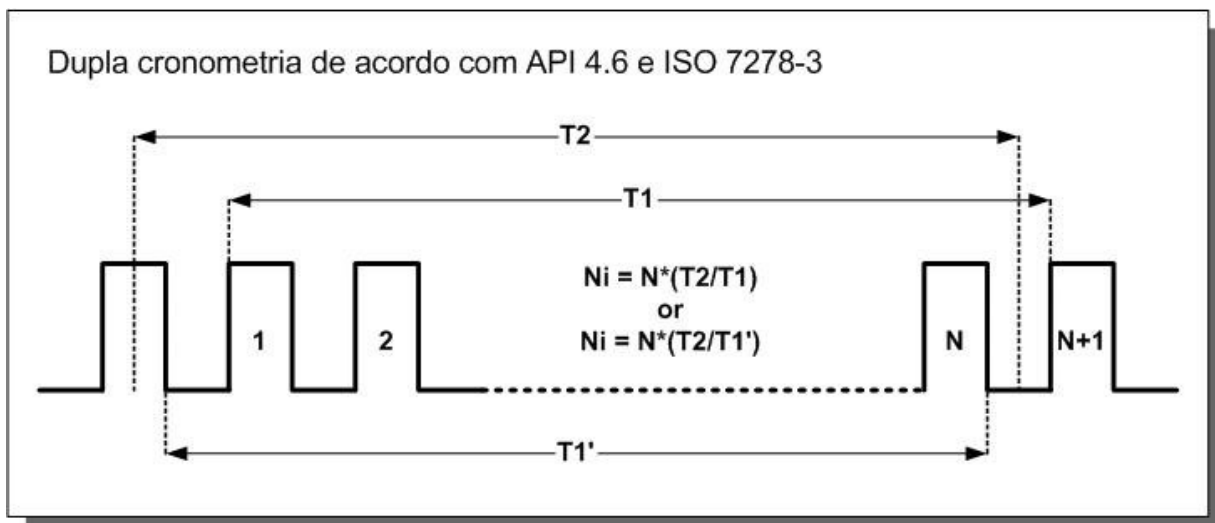 Dupla cronometria de acordo com API 4.6 e ISO 7278-3
T2
T1
Ni = N*(T2/T1)
or
Ni = N*(T2/T1')
1
2
N
N+1
T1'